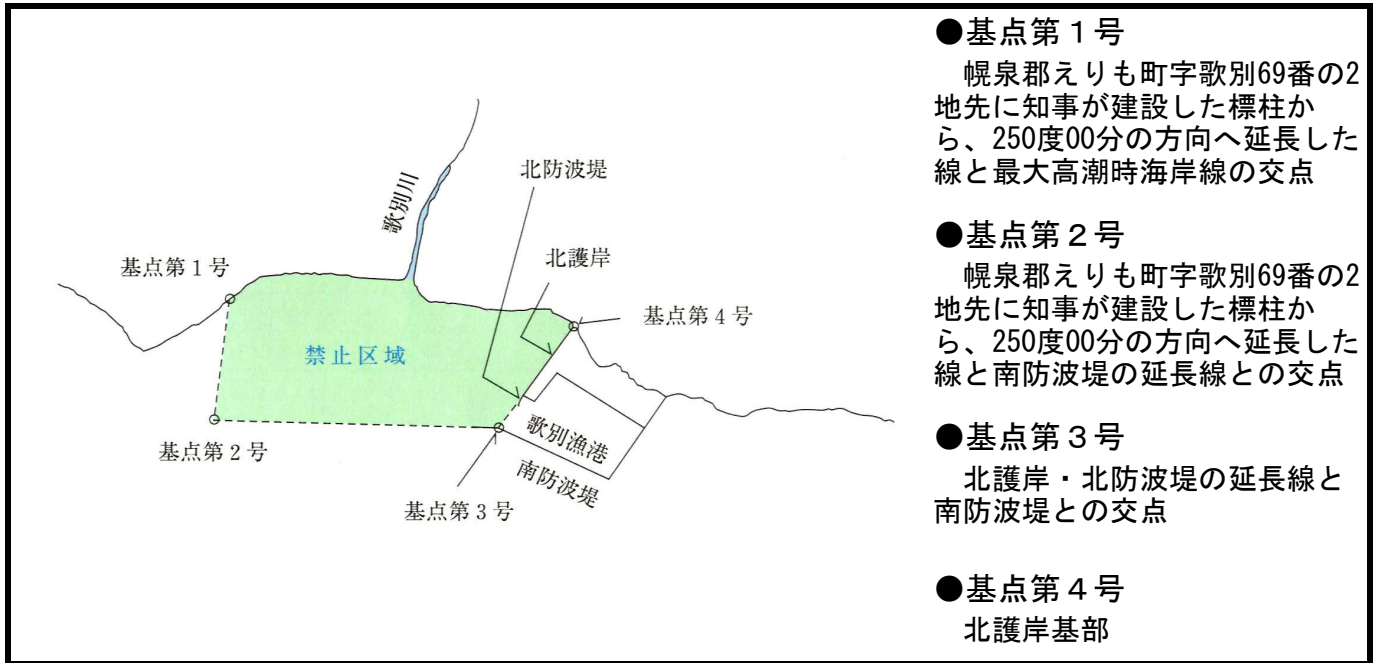 北防波堤
歌別川
北護岸
基点第１号
基点第４号
禁止区域
歌別漁港
基点第２号
南防波堤
基点第３号
●基点第１号
　幌泉郡えりも町字歌別69番の2
地先に知事が建設した標柱か
ら、250度00分の方向へ延長した
線と最大高潮時海岸線の交点
●基点第２号
　幌泉郡えりも町字歌別69番の2
地先に知事が建設した標柱か
ら、250度00分の方向へ延長した
線と南防波堤の延長線との交点
●基点第３号
　北護岸・北防波堤の延長線と
南防波堤との交点
●基点第４号
　北護岸基部